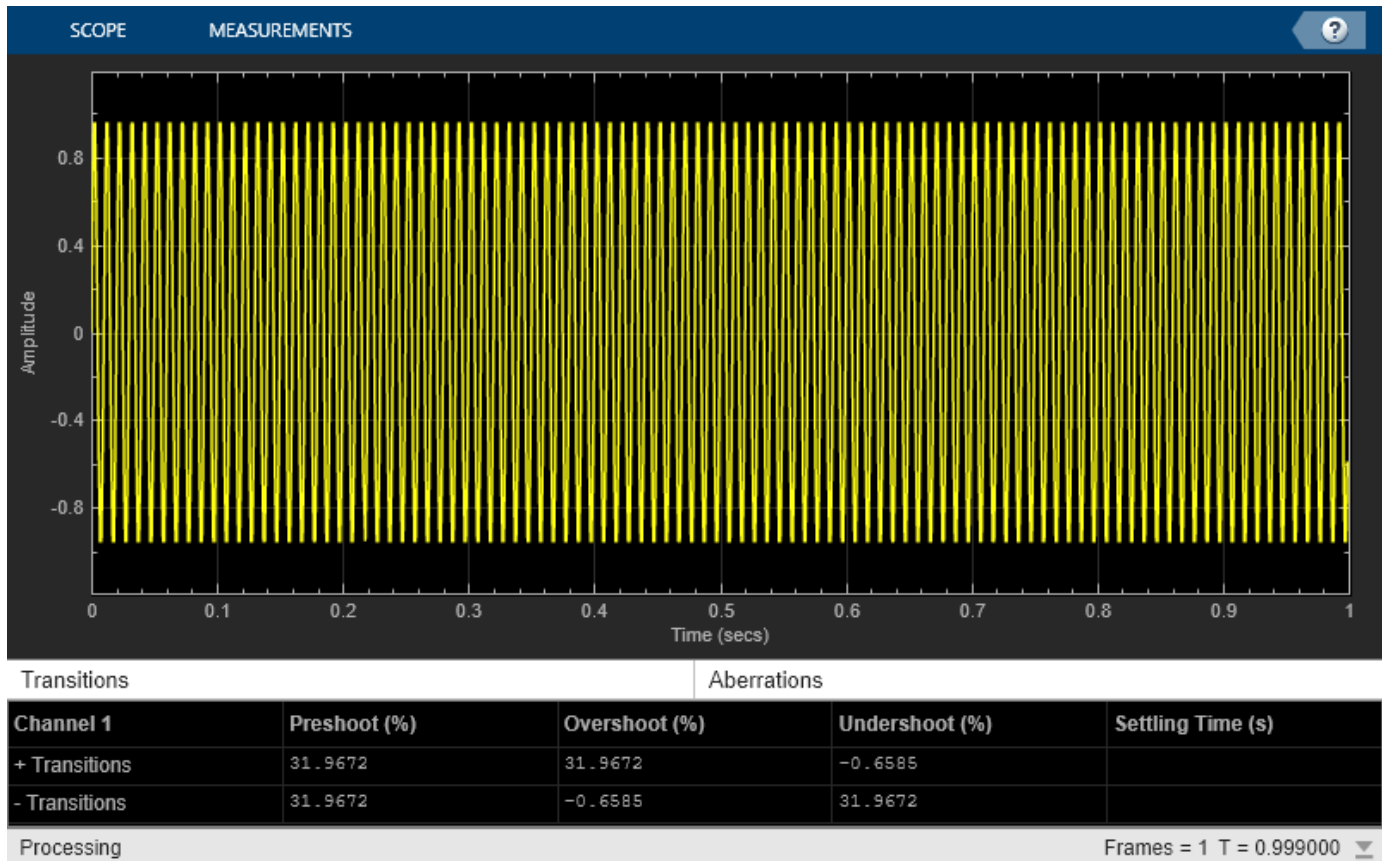 SCOPE MEASUREMENTS ?
0.8
0.4
Amplitude
0
-0.4
-0.8
0 0.1 0.2 0.3 0.4 0.5 0.6 0.7 0.8 0.9 1
Time (secs)
Transitions Aberrations
Channel 1 Preshoot (%) Overshoot (%) Undershoot (%) Settling Time (s)
+ Transitions 31.9672 31.9672 -0.6585
- Transitions 31.9672 -0.6585 31.9672
Processing Frames = 1 T = 0.999000